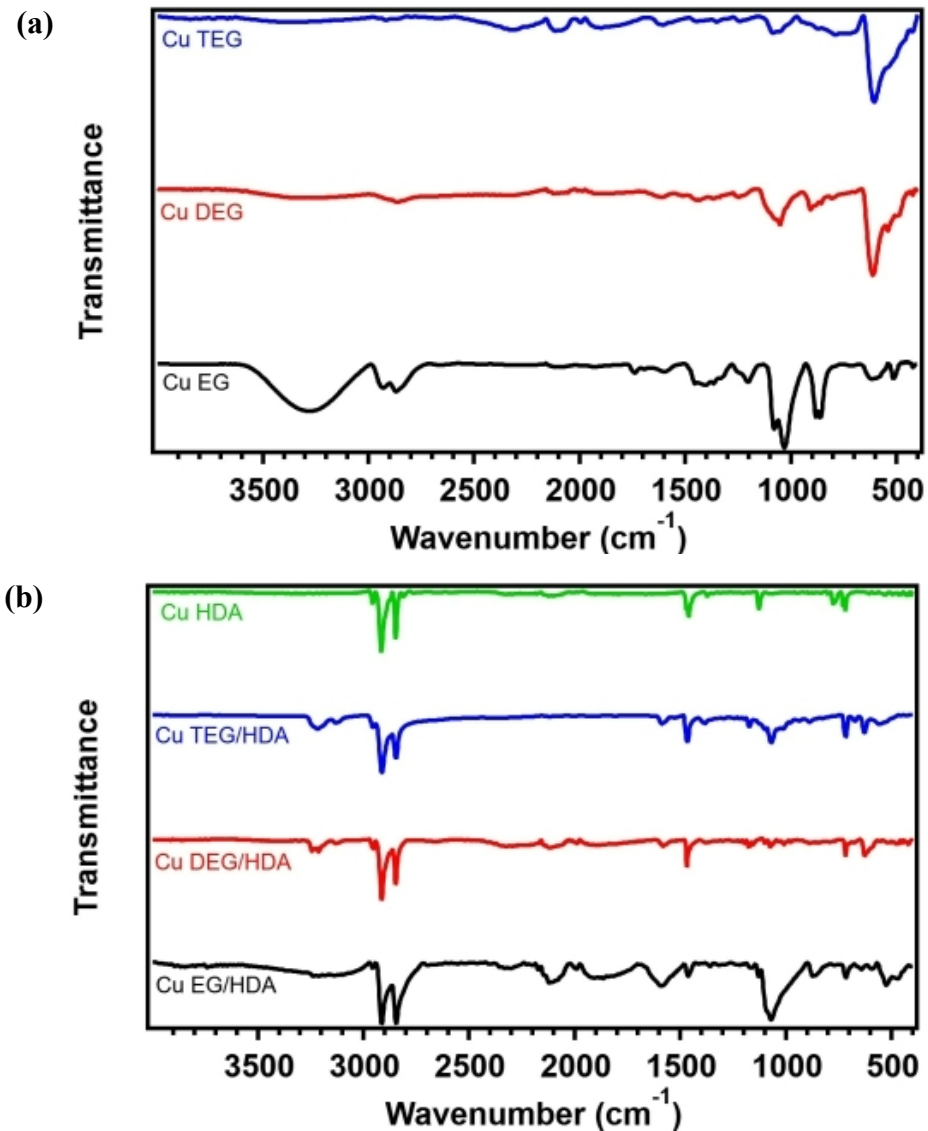 (a)
Cu TEG
Cu DEG
Cu EG
Transmittance
3500 3000 2500 2000 1500 1000 500
Wavenumber (cm⁻¹)
(b)
Cu HDA
Cu TEG/HDA
Cu DEG/HDA
Cu EG/HDA
Transmittance
3500 3000 2500 2000 1500 1000 500
Wavenumber (cm⁻¹)